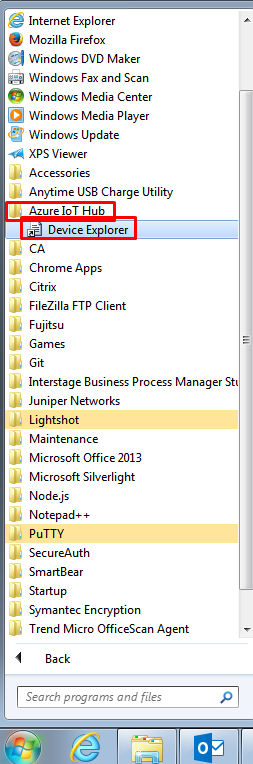 Internet Explorer
Mozilla Firefox
Windows DVD Maker
Windows Fax and Scan
Windows Media Center
Windows Media Player
Windows Update
XPS Viewer
Accessories
Anytime USB Charge Utility
Azure IoT Hub
Device Explorer
CA
Chrome Apps
Citrix
FileZilla FTP Client
Fujitsu
Games
Git
Interstage Business Process Manager Stu
Juniper Networks
Lightshot
Maintenance
Microsoft Office 2013
Microsoft Silverlight
Node.js
Notepad++
PuTTY
SecureAuth
SmartBear
Startup
Symantec Encryption
Trend Micro OfficeScan Agent
Back
Search programs and files